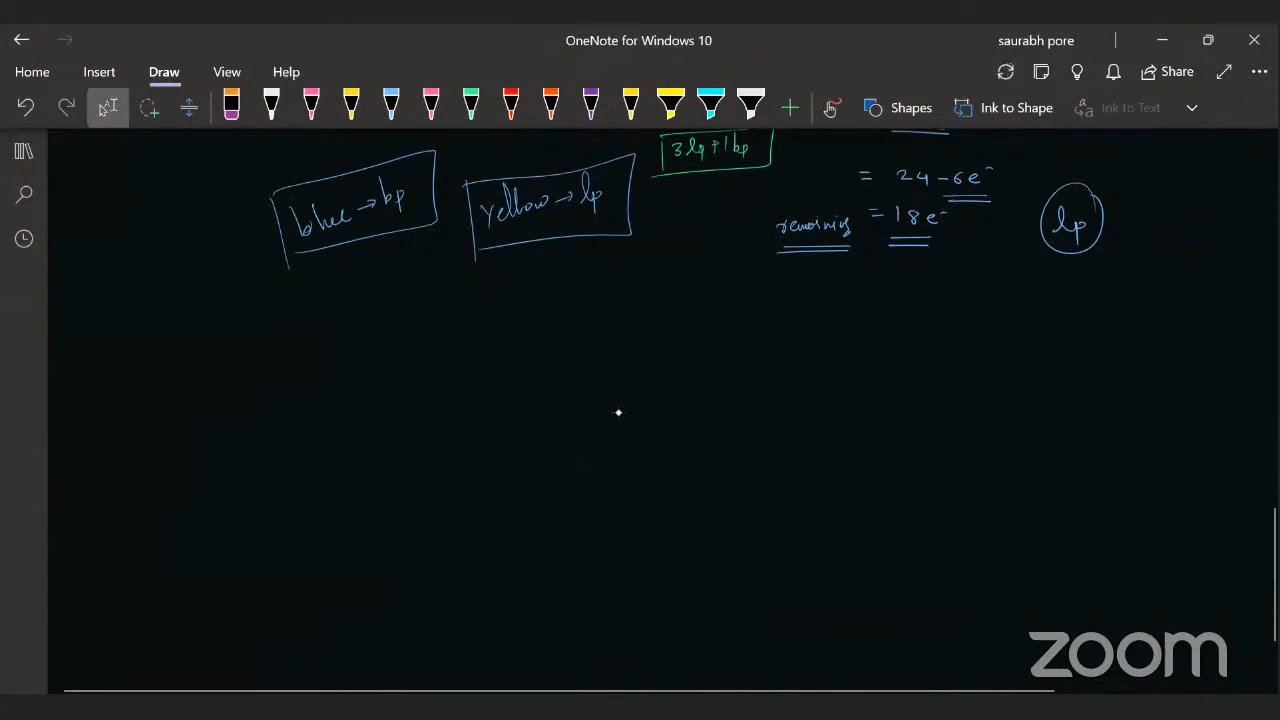 OneNote for Windows 10
saurabh pore
Home Insert Draw View Help
Share
Shapes Ink to Shape Ink to Text
3lp+1bp
= 24-6e⁻
blue → bp
yellow → lp
remaining = 18e⁻
lp
zoom